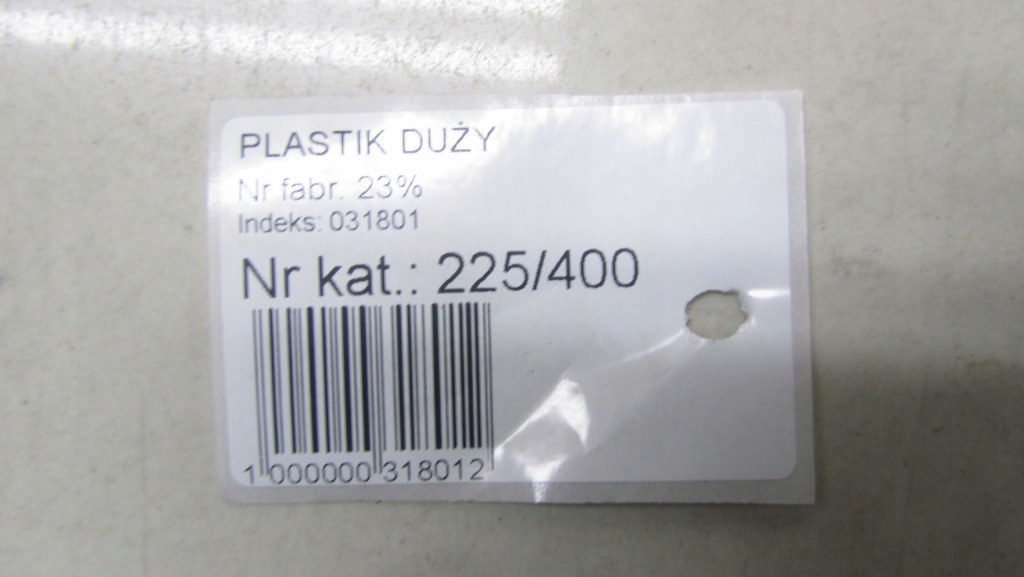 PLASTIK DUŻY
Nr fabr.: 23%
Indeks: 031801
Nr kat.: 225/400
1 000000 318012